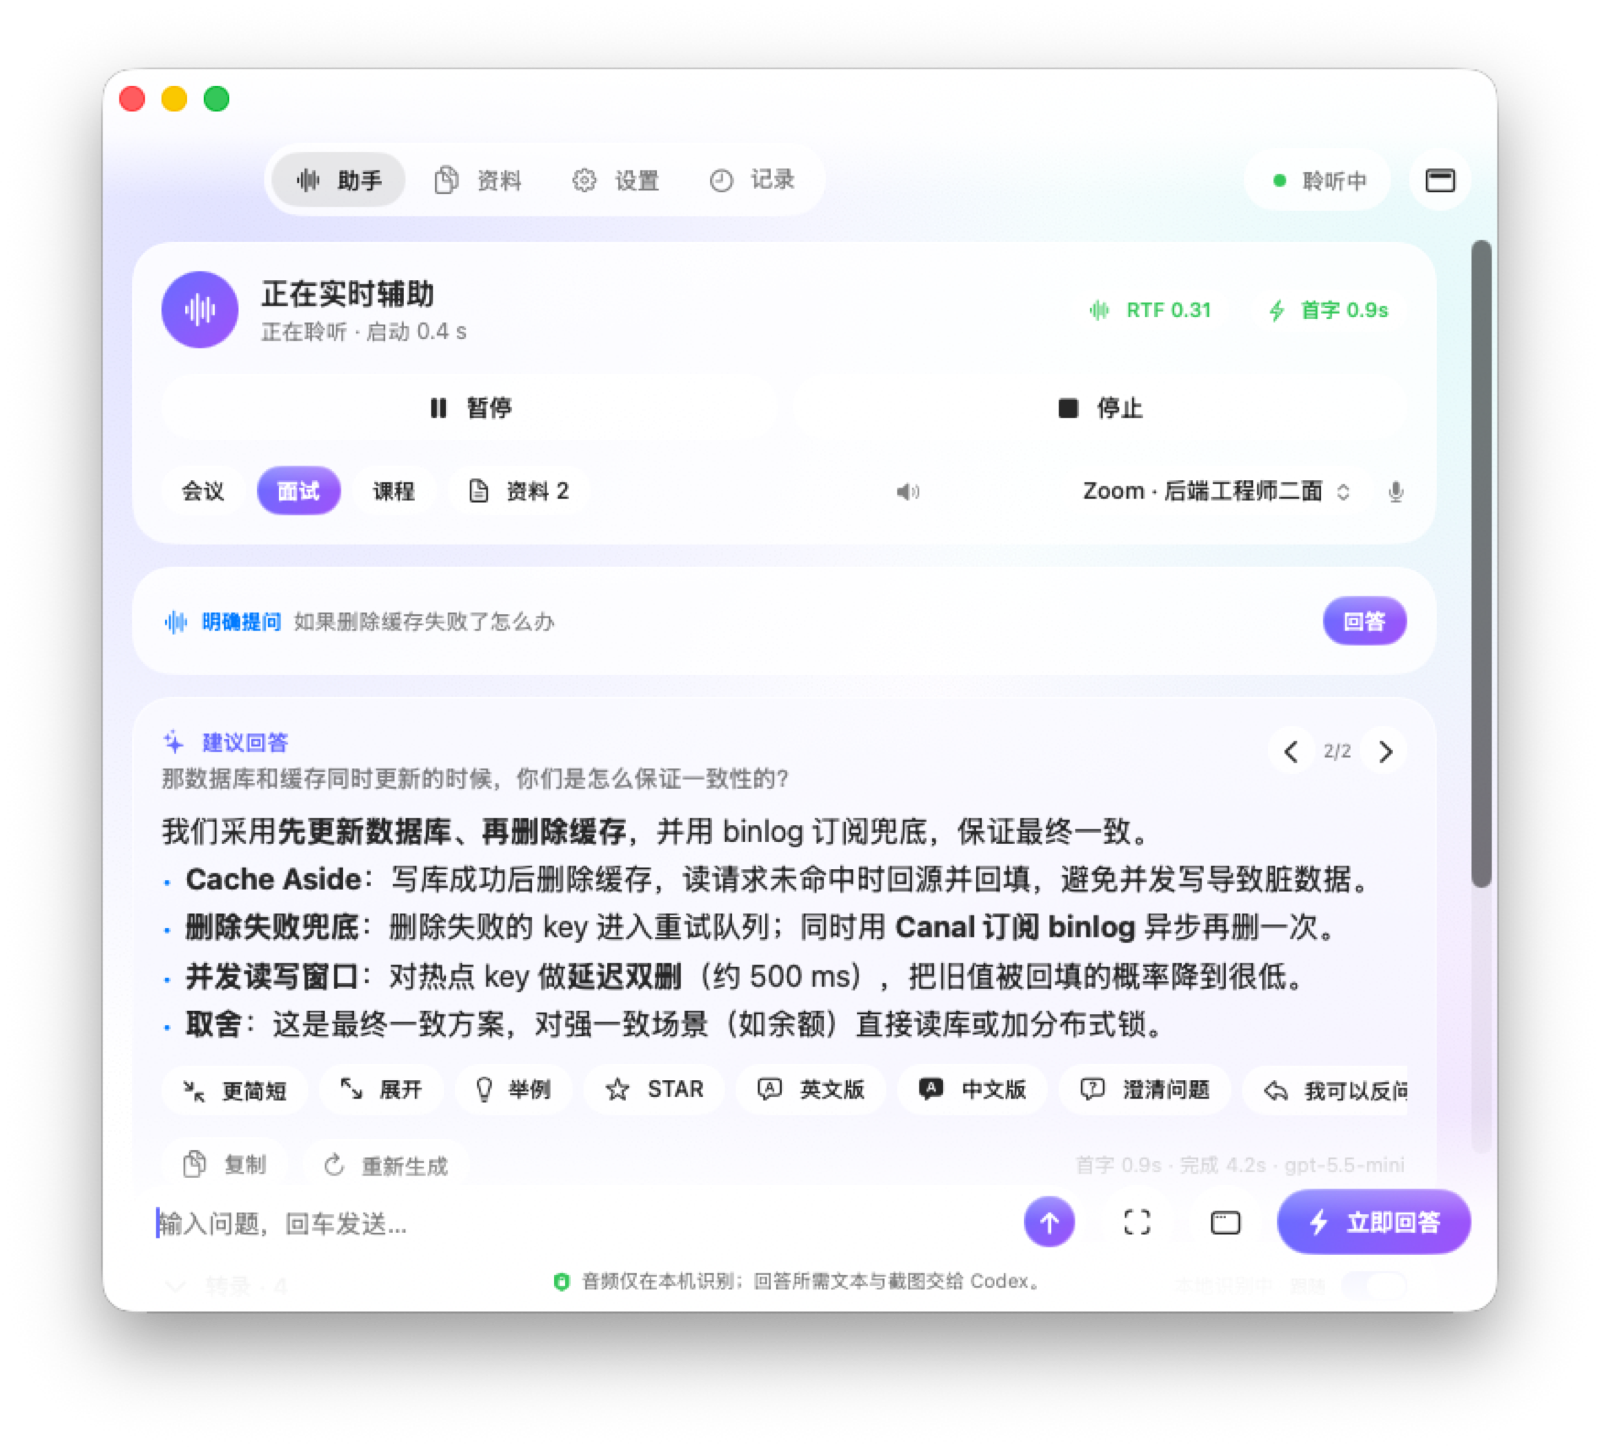 助手 资料 设置 记录 聆听中
正在实时辅助
正在聆听 · 启动 0.4 s
RTF 0.31 首字 0.9s
暂停 停止
会议 面试 课程 资料 2 Zoom · 后端工程师二面
明确提问 如果删除缓存失败了怎么办 回答
建议回答 2/2
那数据库和缓存同时更新的时候，你们是怎么保证一致性的？
我们采用先更新数据库、再删除缓存，并用 binlog 订阅兜底，保证最终一致。
· Cache Aside：写库成功后删除缓存，读请求未命中时回源并回填，避免并发写导致脏数据。
· 删除失败兜底：删除失败的 key 进入重试队列；同时用 Canal 订阅 binlog 异步再删一次。
· 并发读写窗口：对热点 key 做延迟双删（约 500 ms），把旧值被回填的概率降到很低。
· 取舍：这是最终一致方案，对强一致场景（如余额）直接读库或加分布式锁。
更简短 展开 举例 STAR 英文版 中文版 澄清问题 我可以反问
复制 重新生成 首字 0.9s · 完成 4.2s · gpt-5.5-mini
输入问题，回车发送... 立即回答
转录 · 4 本地识别中
音频仅在本机识别；回答所需文本与截图交给 Codex。